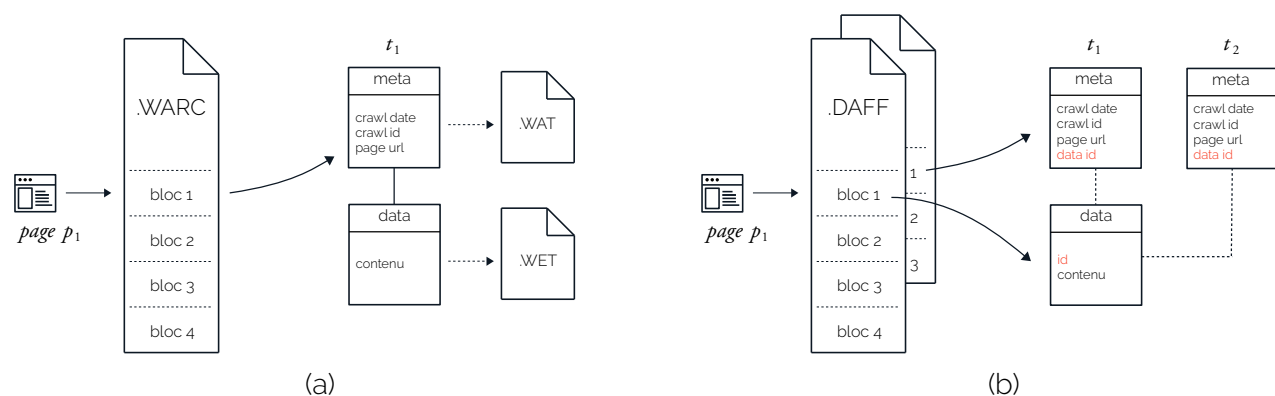 t1
meta
.WARC
crawl date
crawl id
page url
.WAT
bloc 1
page p1
data
bloc 2
contenu
.WET
bloc 3
bloc 4
(a)
t1
t2
meta
meta
.DAFF
crawl date
crawl id
page url
data id
crawl date
crawl id
page url
data id
1
bloc 1
page p1
2
data
bloc 2
id
contenu
3
bloc 3
bloc 4
(b)